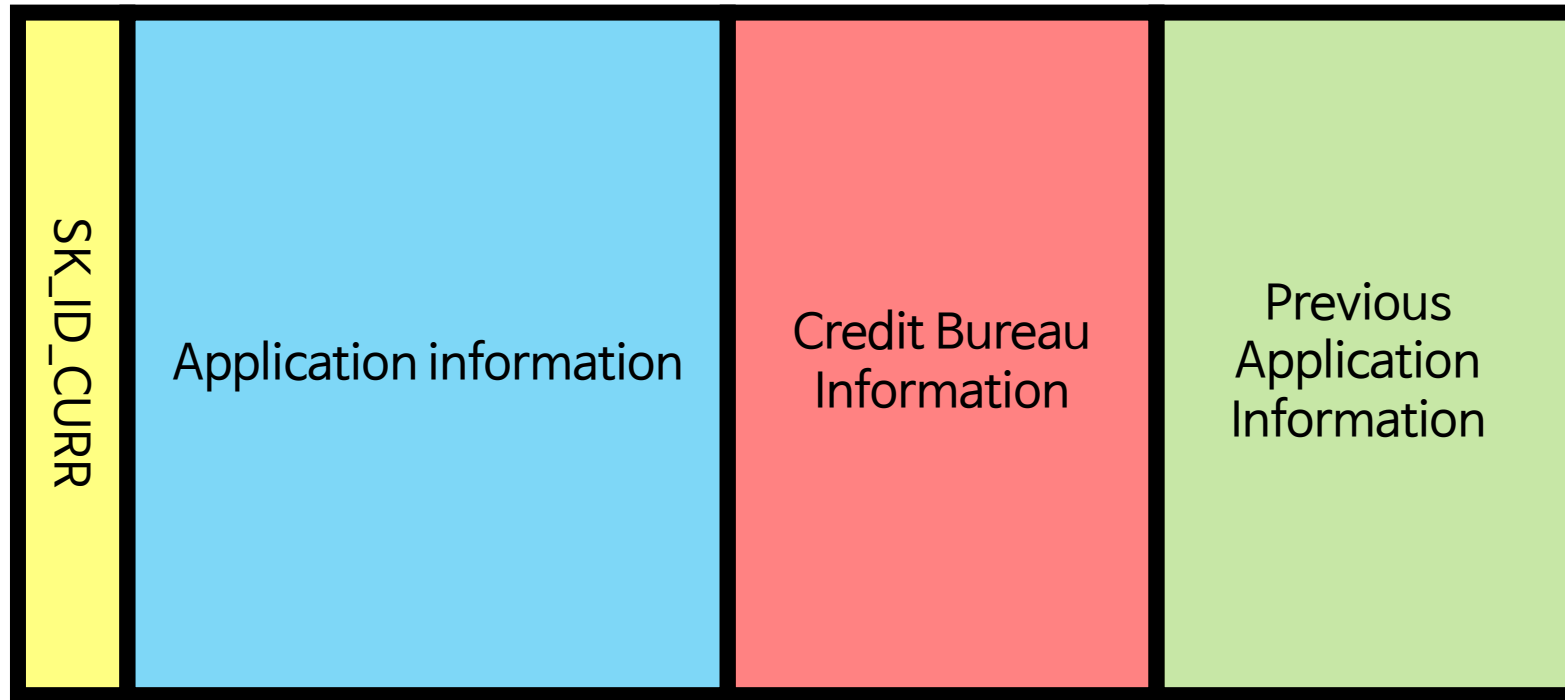 SK_ID_CURR
Application information
Credit Bureau
Information
Previous
Application
Information